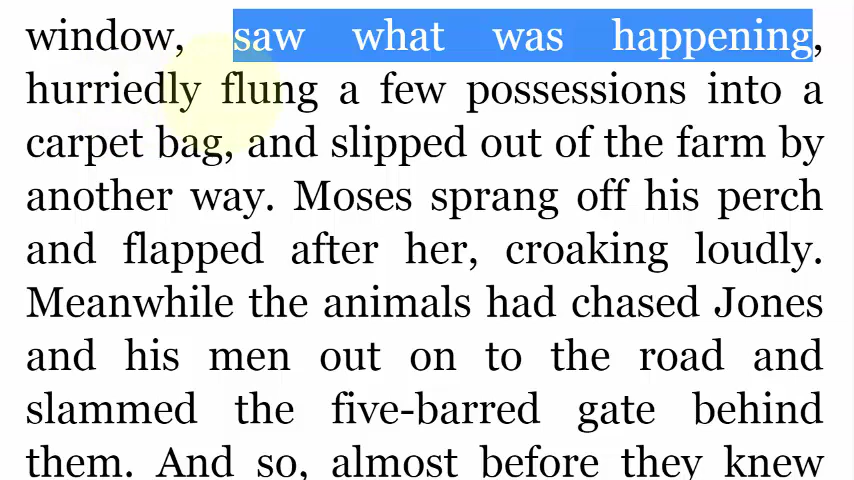 window, saw what was happening,
hurriedly flung a few possessions into a
carpet bag, and slipped out of the farm by
another way. Moses sprang off his perch
and flapped after her, croaking loudly.
Meanwhile the animals had chased Jones
and his men out on to the road and
slammed the five-barred gate behind
them. And so, almost before they knew